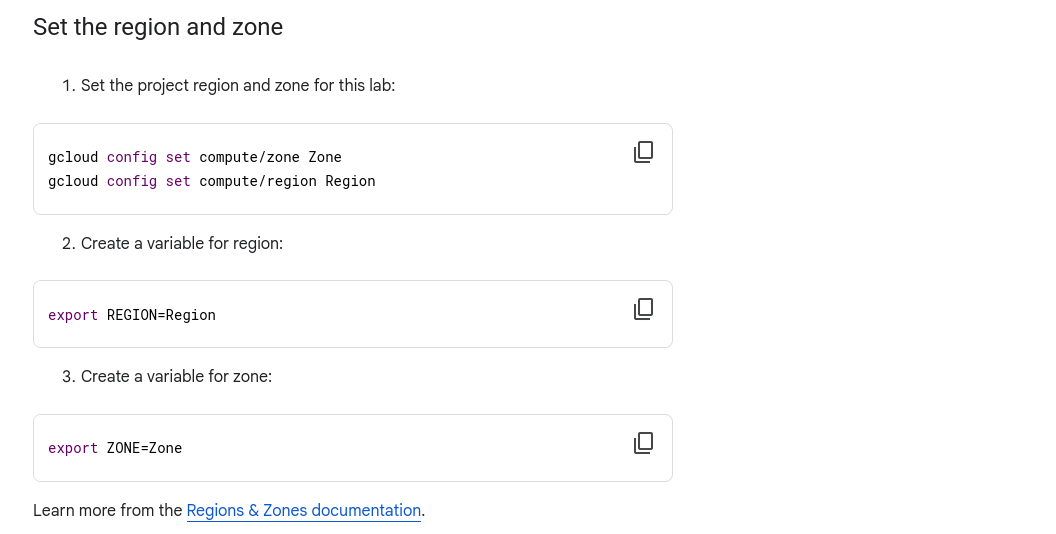 Set the region and zone
1. Set the project region and zone for this lab:
gcloud config set compute/zone Zone
gcloud config set compute/region Region
2. Create a variable for region:
export REGION=Region
3. Create a variable for zone:
export ZONE=Zone
Learn more from the Regions & Zones documentation.